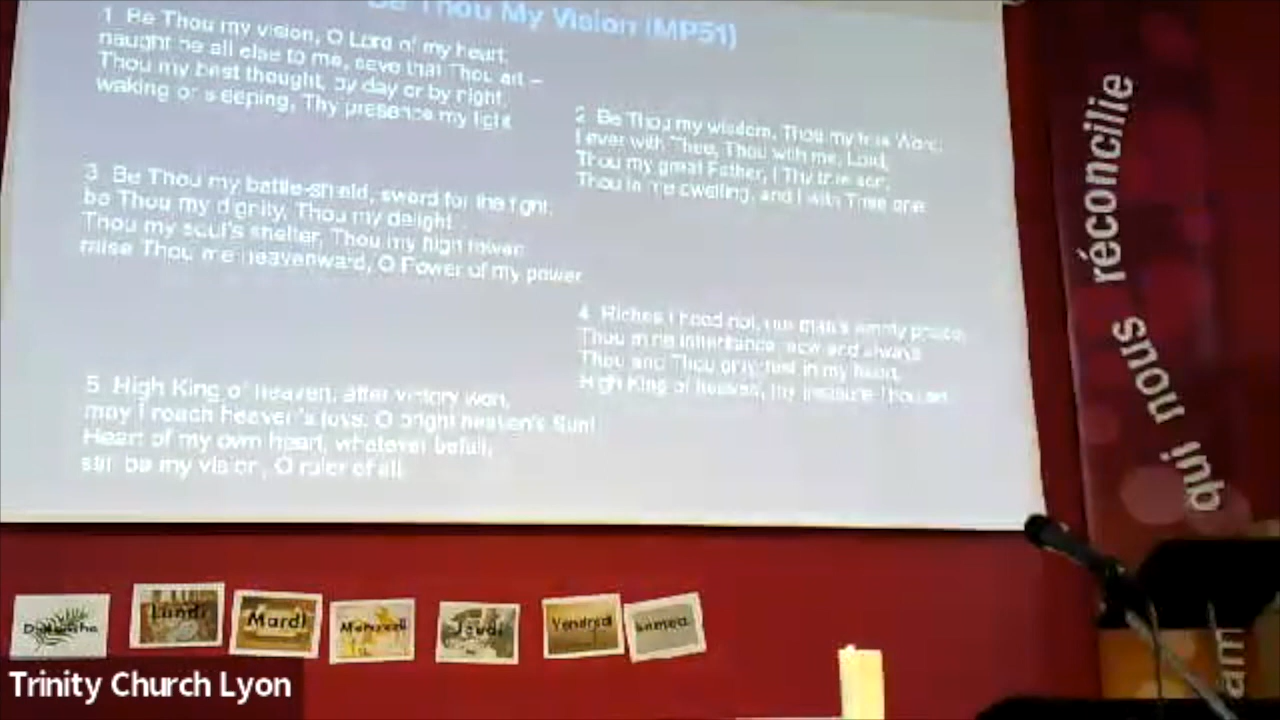 Be Thou My Vision (MP51)
1 Be Thou my vision, O Lord of my heart,
naught be all else to me, save that Thou art –
Thou my best thought, by day or by night,
waking or sleeping, Thy presence my light
2 Be Thou my wisdom, Thou my true Word;
I ever with Thee, Thou with me, Lord,
Thou my great Father, I Thy true son;
Thou in me dwelling, and I with Thee one
3 Be Thou my battle-shield, sword for the fight,
be Thou my dignity, Thou my delight
Thou my soul's shelter, Thou my high tower:
raise Thou me heavenward, O Power of my power
4 Riches I heed not, nor man's empty praise,
Thou mine inheritance, now and always
Thou and Thou only, first in my heart,
High King of heaven, my treasure Thou art
5 High King of heaven, after victory won,
may I reach heaven's joys, O bright heaven's Sun!
Heart of my own heart, whatever befall,
still be my vision, O ruler of all
réconcilie
nous
qui
am
Dimanche
Lundi
Mardi
Mercredi
Jeudi
Vendredi
Samedi
Trinity Church Lyon